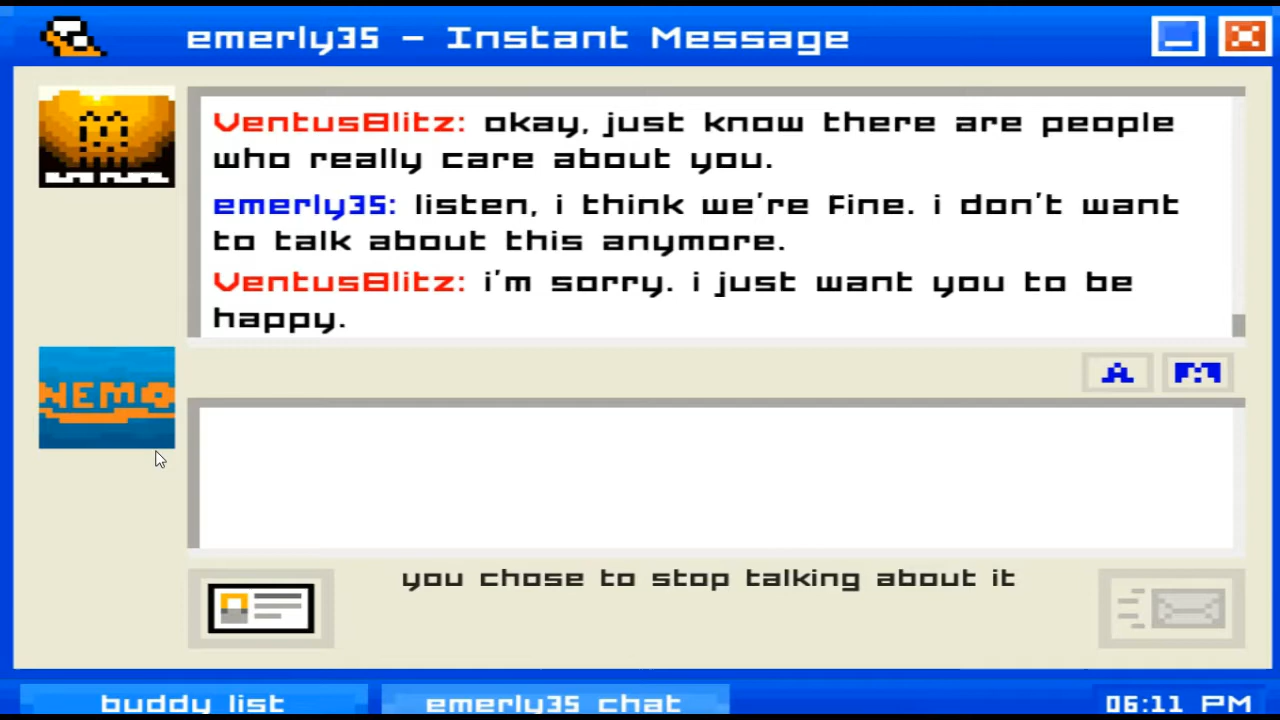 emerly35 - Instant Message
VentusBlitz: okay, just know there are people
who really care about you.
emerly35: listen, i think we're fine. i don't want
to talk about this anymore.
VentusBlitz: i'm sorry. i just want you to be
happy.
A
NEMO
you chose to stop talking about it
buddy list
emerly35 chat
06:11 PM